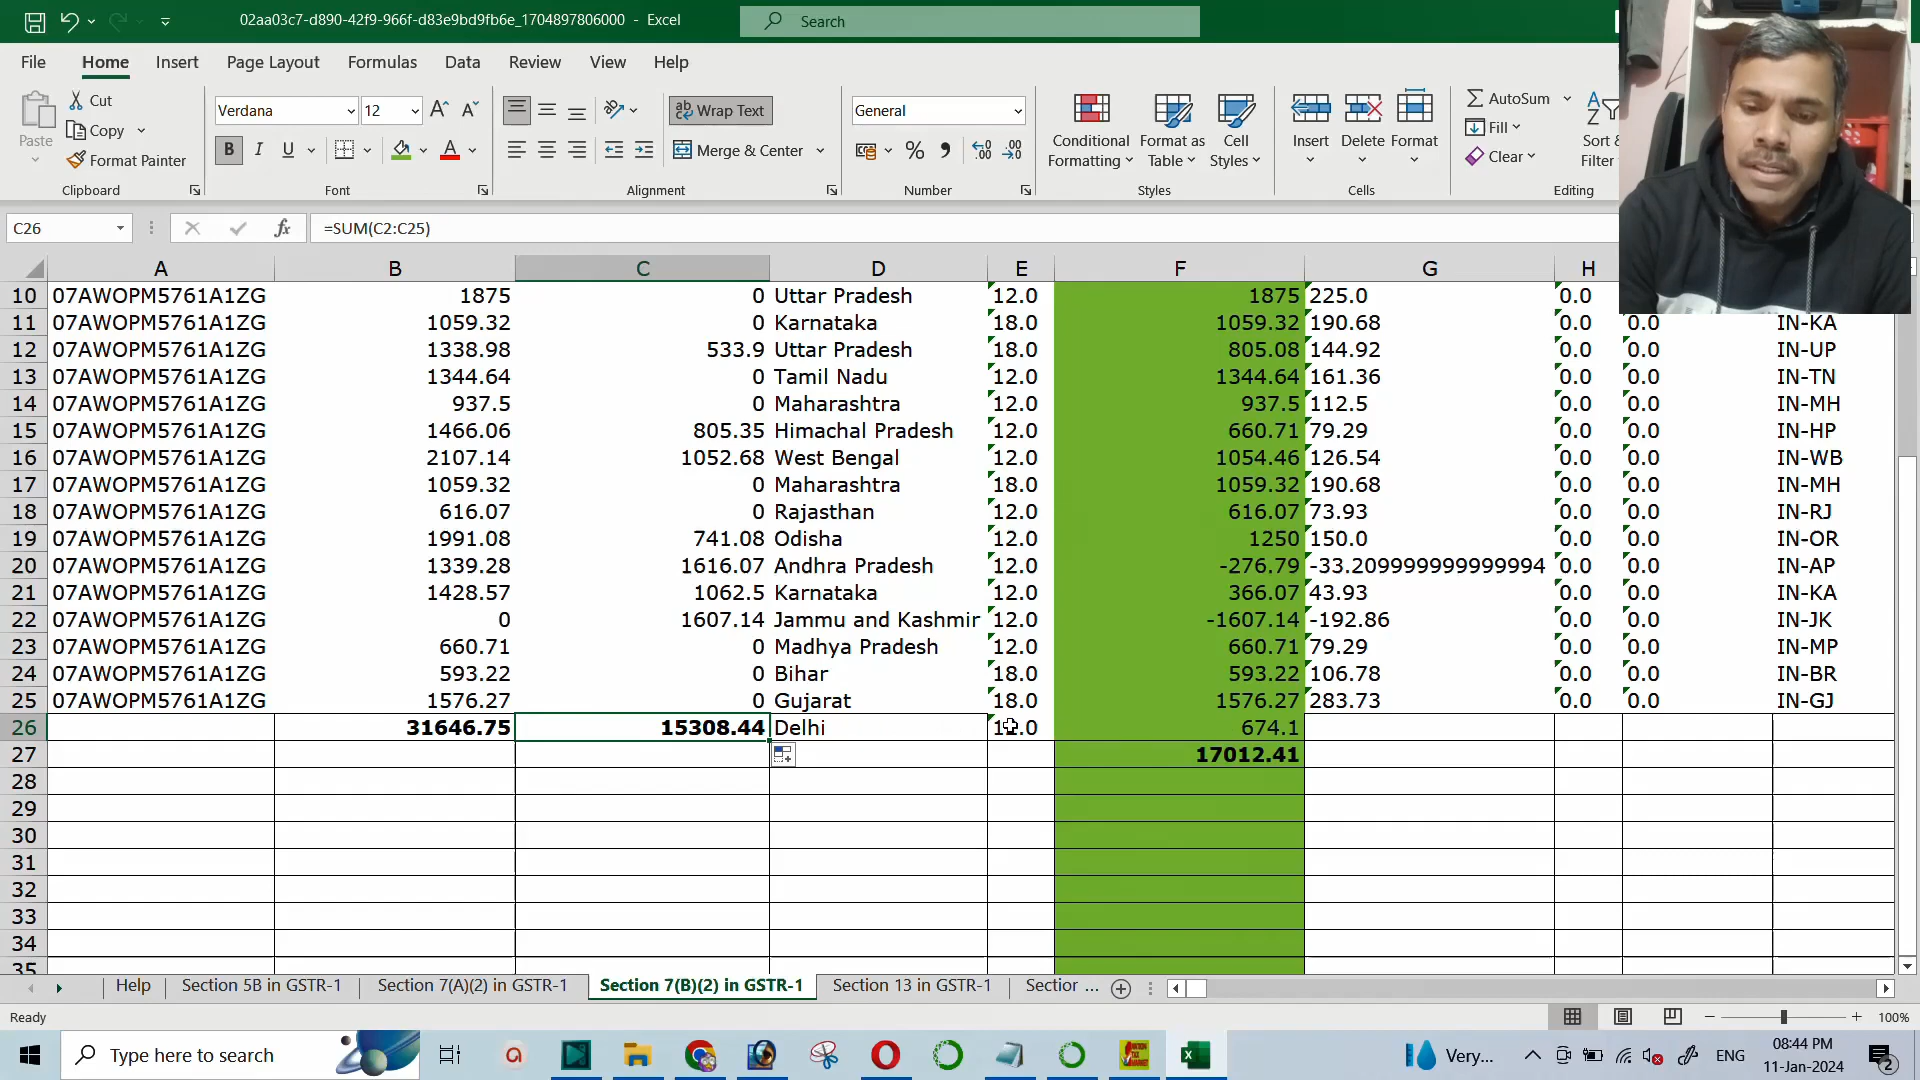 02aa03c7-d890-42f9-966f-d83e9bd9fb6e_1704897806000 - Excel
Search
File Home Insert Page Layout Formulas Data Review View Help
Paste
Cut
Copy
Format Painter
Clipboard
Verdana 12
B I U
Font
Wrap Text
Merge & Center
Alignment
General
Number
Conditional Formatting
Format as Table
Cell Styles
Styles
Insert Delete Format
Cells
AutoSum
Fill
Clear
Sort &
Filter
Editing
C26 fx =SUM(C2:C25)
A B C D E F G H
10 07AWOPM5761A1ZG 1875 0 Uttar Pradesh 12.0 1875 225.0 0.0
11 07AWOPM5761A1ZG 1059.32 0 Karnataka 18.0 1059.32 190.68 0.0 0.0 IN-KA
12 07AWOPM5761A1ZG 1338.98 533.9 Uttar Pradesh 18.0 805.08 144.92 0.0 0.0 IN-UP
13 07AWOPM5761A1ZG 1344.64 0 Tamil Nadu 12.0 1344.64 161.36 0.0 0.0 IN-TN
14 07AWOPM5761A1ZG 937.5 0 Maharashtra 12.0 937.5 112.5 0.0 0.0 IN-MH
15 07AWOPM5761A1ZG 1466.06 805.35 Himachal Pradesh 12.0 660.71 79.29 0.0 0.0 IN-HP
16 07AWOPM5761A1ZG 2107.14 1052.68 West Bengal 12.0 1054.46 126.54 0.0 0.0 IN-WB
17 07AWOPM5761A1ZG 1059.32 0 Maharashtra 18.0 1059.32 190.68 0.0 0.0 IN-MH
18 07AWOPM5761A1ZG 616.07 0 Rajasthan 12.0 616.07 73.93 0.0 0.0 IN-RJ
19 07AWOPM5761A1ZG 1991.08 741.08 Odisha 12.0 1250 150.0 0.0 0.0 IN-OR
20 07AWOPM5761A1ZG 1339.28 1616.07 Andhra Pradesh 12.0 -276.79 -33.209999999999994 0.0 0.0 IN-AP
21 07AWOPM5761A1ZG 1428.57 1062.5 Karnataka 12.0 366.07 43.93 0.0 0.0 IN-KA
22 07AWOPM5761A1ZG 0 1607.14 Jammu and Kashmir 12.0 -1607.14 -192.86 0.0 0.0 IN-JK
23 07AWOPM5761A1ZG 660.71 0 Madhya Pradesh 12.0 660.71 79.29 0.0 0.0 IN-MP
24 07AWOPM5761A1ZG 593.22 0 Bihar 18.0 593.22 106.78 0.0 0.0 IN-BR
25 07AWOPM5761A1ZG 1576.27 0 Gujarat 18.0 1576.27 283.73 0.0 0.0 IN-GJ
26 31646.75 15308.44 Delhi 674.1
27 17012.41
28
29
30
31
32
33
34
35
Help Section 5B in GSTR-1 Section 7(A)(2) in GSTR-1 Section 7(B)(2) in GSTR-1 Section 13 in GSTR-1 Sectior ...
Ready 100%
Type here to search Very... ENG 08:44 PM
11-Jan-2024 2